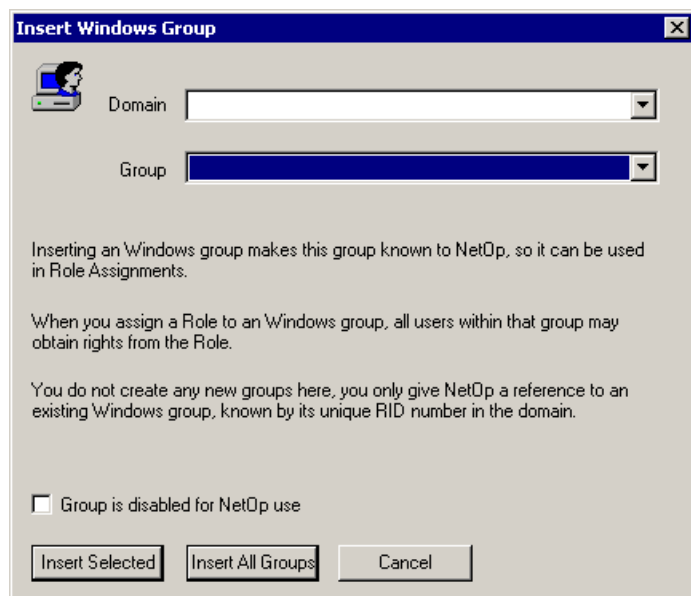 Insert Windows Group
Domain
Group
Inserting an Windows group makes this group known to NetOp, so it can be used
in Role Assignments.
When you assign a Role to an Windows group, all users within that group may
obtain rights from the Role.
You do not create any new groups here, you only give NetOp a reference to an
existing Windows group, known by its unique RID number in the domain.
Group is disabled for NetOp use
Insert Selected
Insert All Groups
Cancel